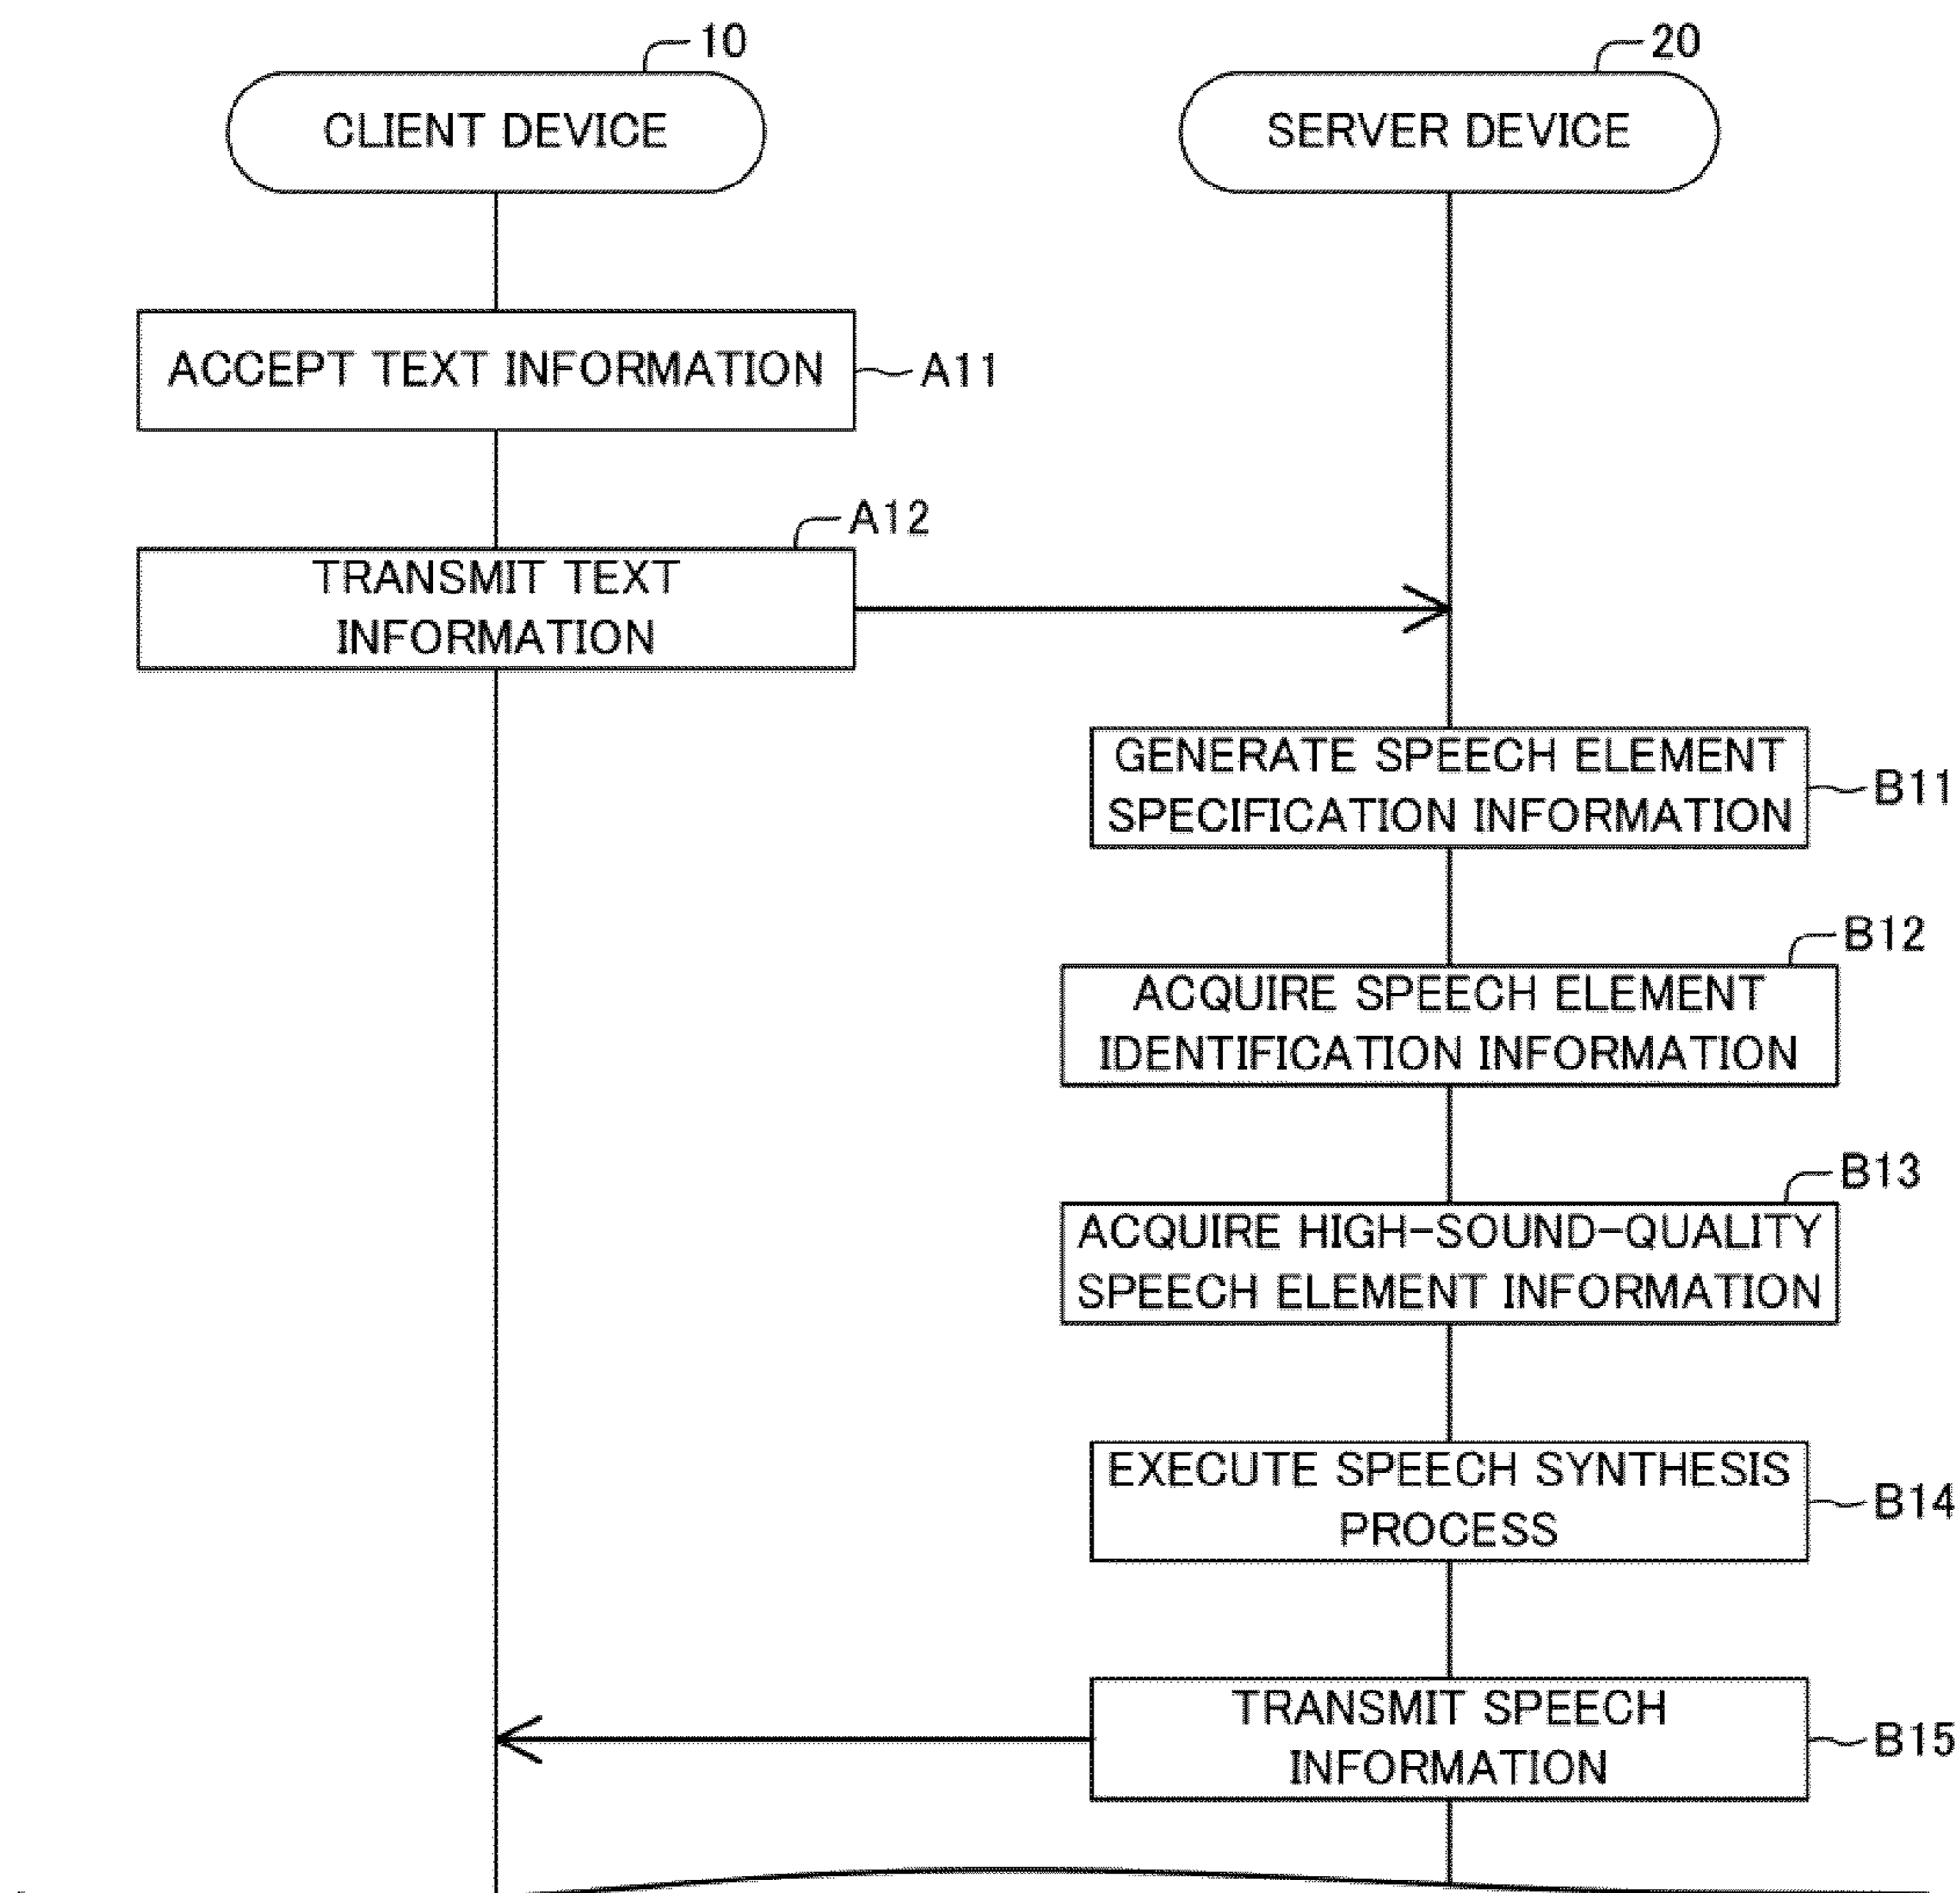 10
20
CLIENT DEVICE
SERVER DEVICE
ACCEPT TEXT INFORMATION
A11
A12
TRANSMIT TEXT
INFORMATION
GENERATE SPEECH ELEMENT
SPECIFICATION INFORMATION
B11
B12
ACQUIRE SPEECH ELEMENT
IDENTIFICATION INFORMATION
B13
ACQUIRE HIGH-SOUND-QUALITY
SPEECH ELEMENT INFORMATION
EXECUTE SPEECH SYNTHESIS
PROCESS
B14
TRANSMIT SPEECH
INFORMATION
B15